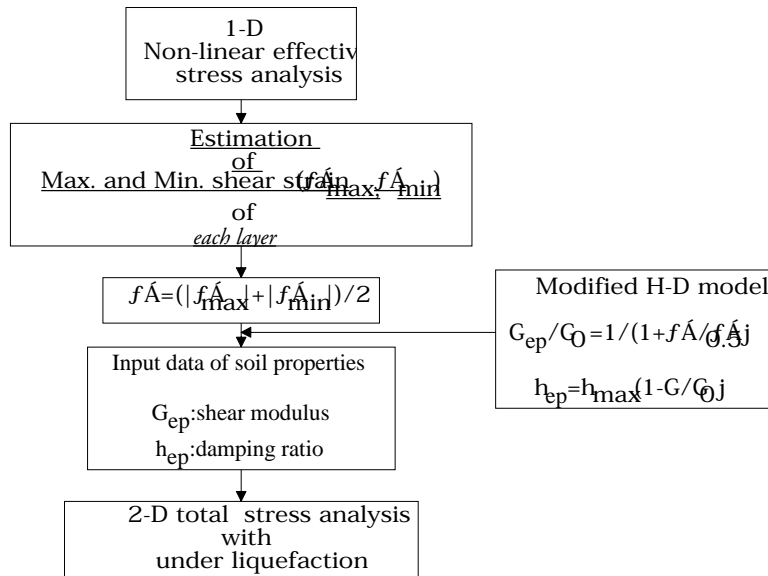 1-D
Non-linear effectiv
stress analysis
Estimation
of
Max. and Min. shear strain (ƒÁmax, ƒÁmin)
of
each layer
ƒÁ=(|ƒÁmax|+|ƒÁmin|)/2
Modified H-D model
Gep/G0=1/(1+ƒÁ/ƒÁ0.5j
hep=hmax(1-G/G0j
Input data of soil properties
Gep:shear modulus
hep:damping ratio
2-D total stress analysis
with
under liquefaction